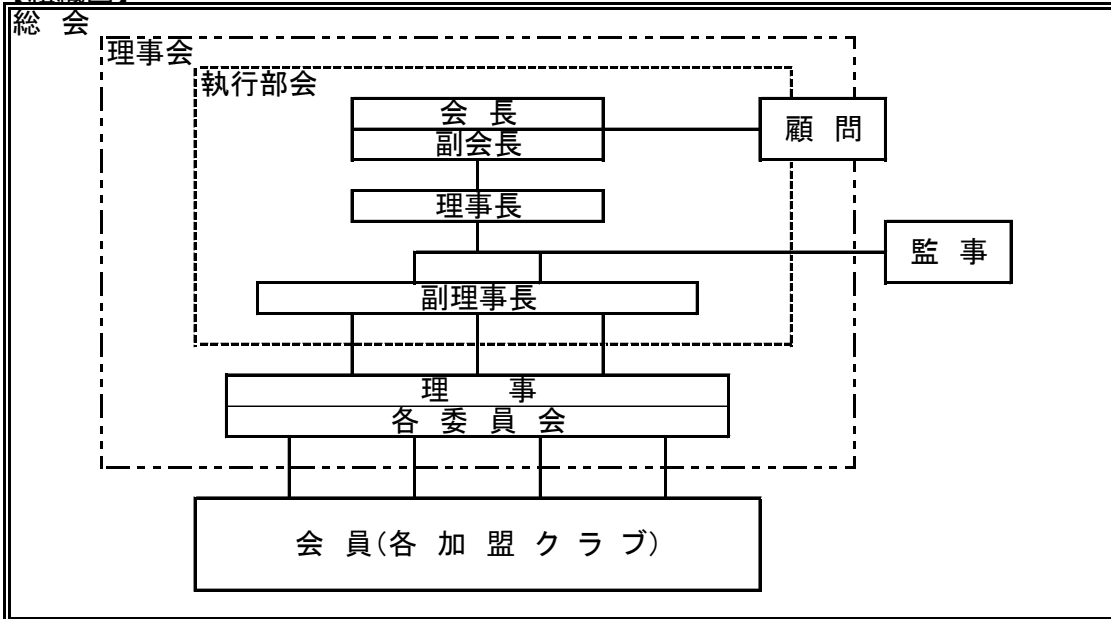 総 会
理事会
執行部会
会 長
副会長
顧 問
理事長
監 事
副理事長
理 事
各 委 員 会
会 員(各 加 盟 ク ラ ブ)